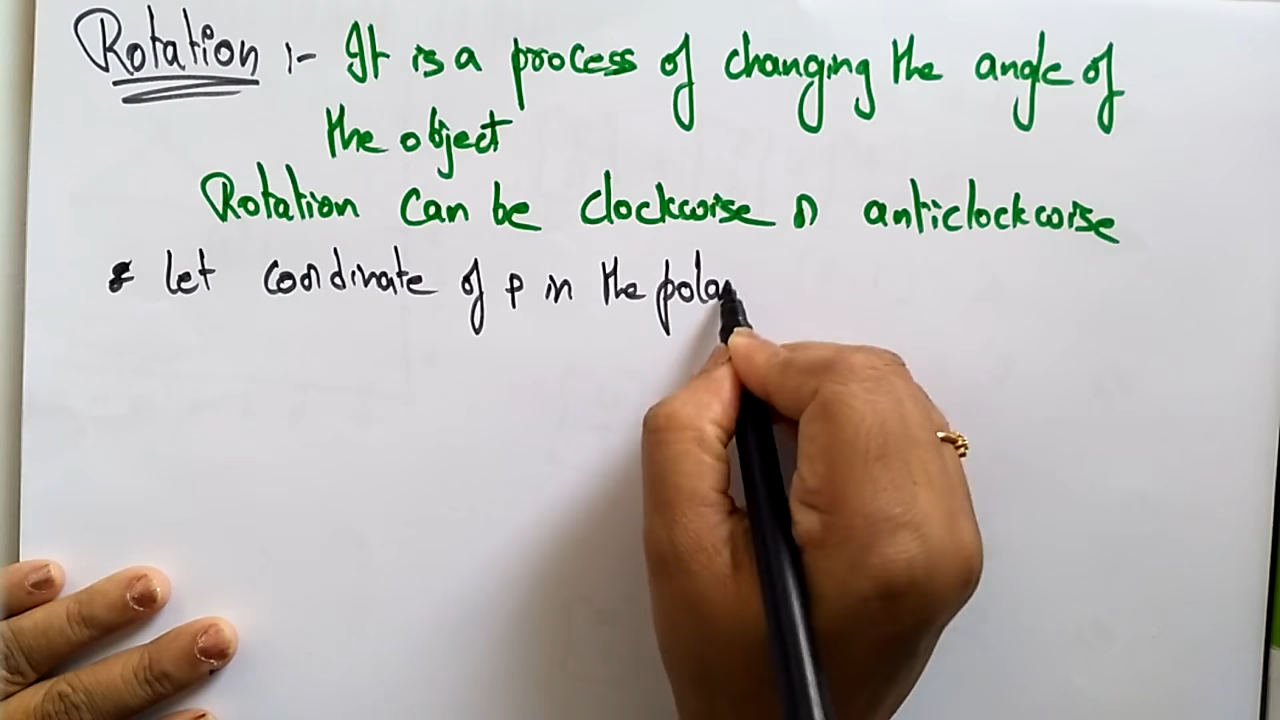 Rotation :- It is a process of changing the angle of
the object
Rotation can be clockwise or anticlockwise
* let coordinate of P in the polar